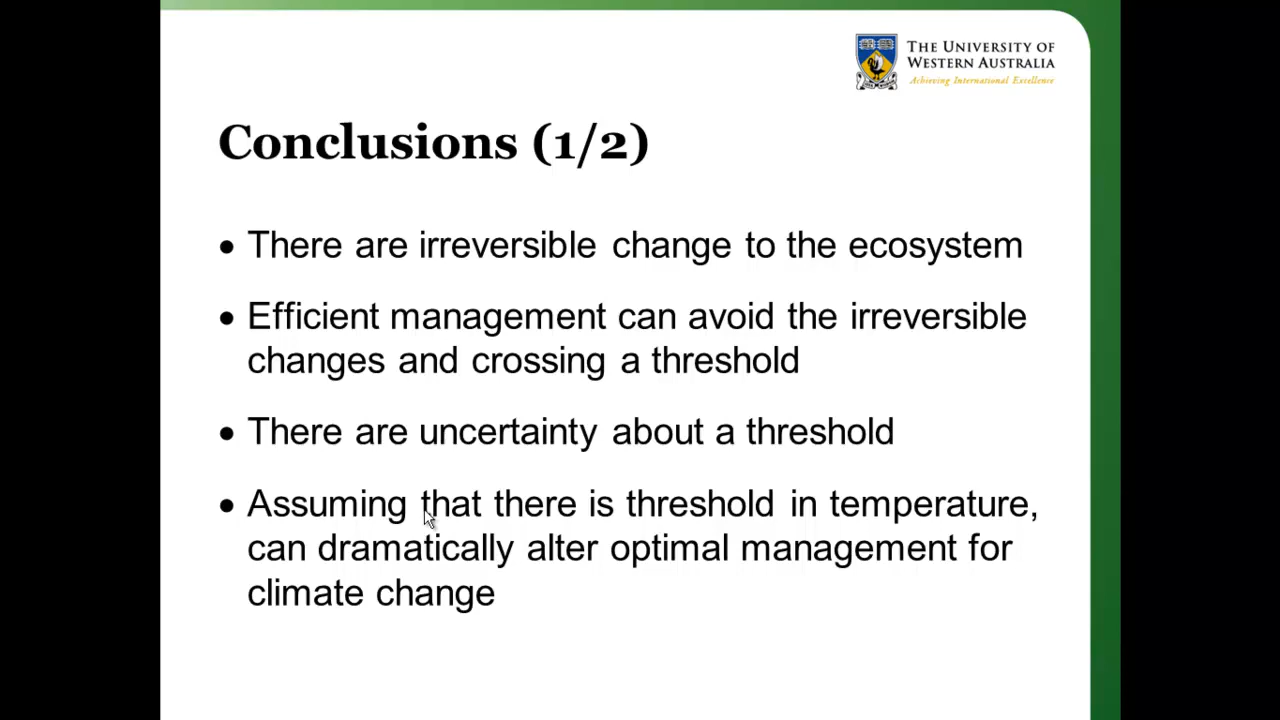 THE UNIVERSITY OF
WESTERN AUSTRALIA
Achieving International Excellence
Conclusions (1/2)
• There are irreversible change to the ecosystem
• Efficient management can avoid the irreversible
changes and crossing a threshold
• There are uncertainty about a threshold
• Assuming that there is threshold in temperature,
can dramatically alter optimal management for
climate change